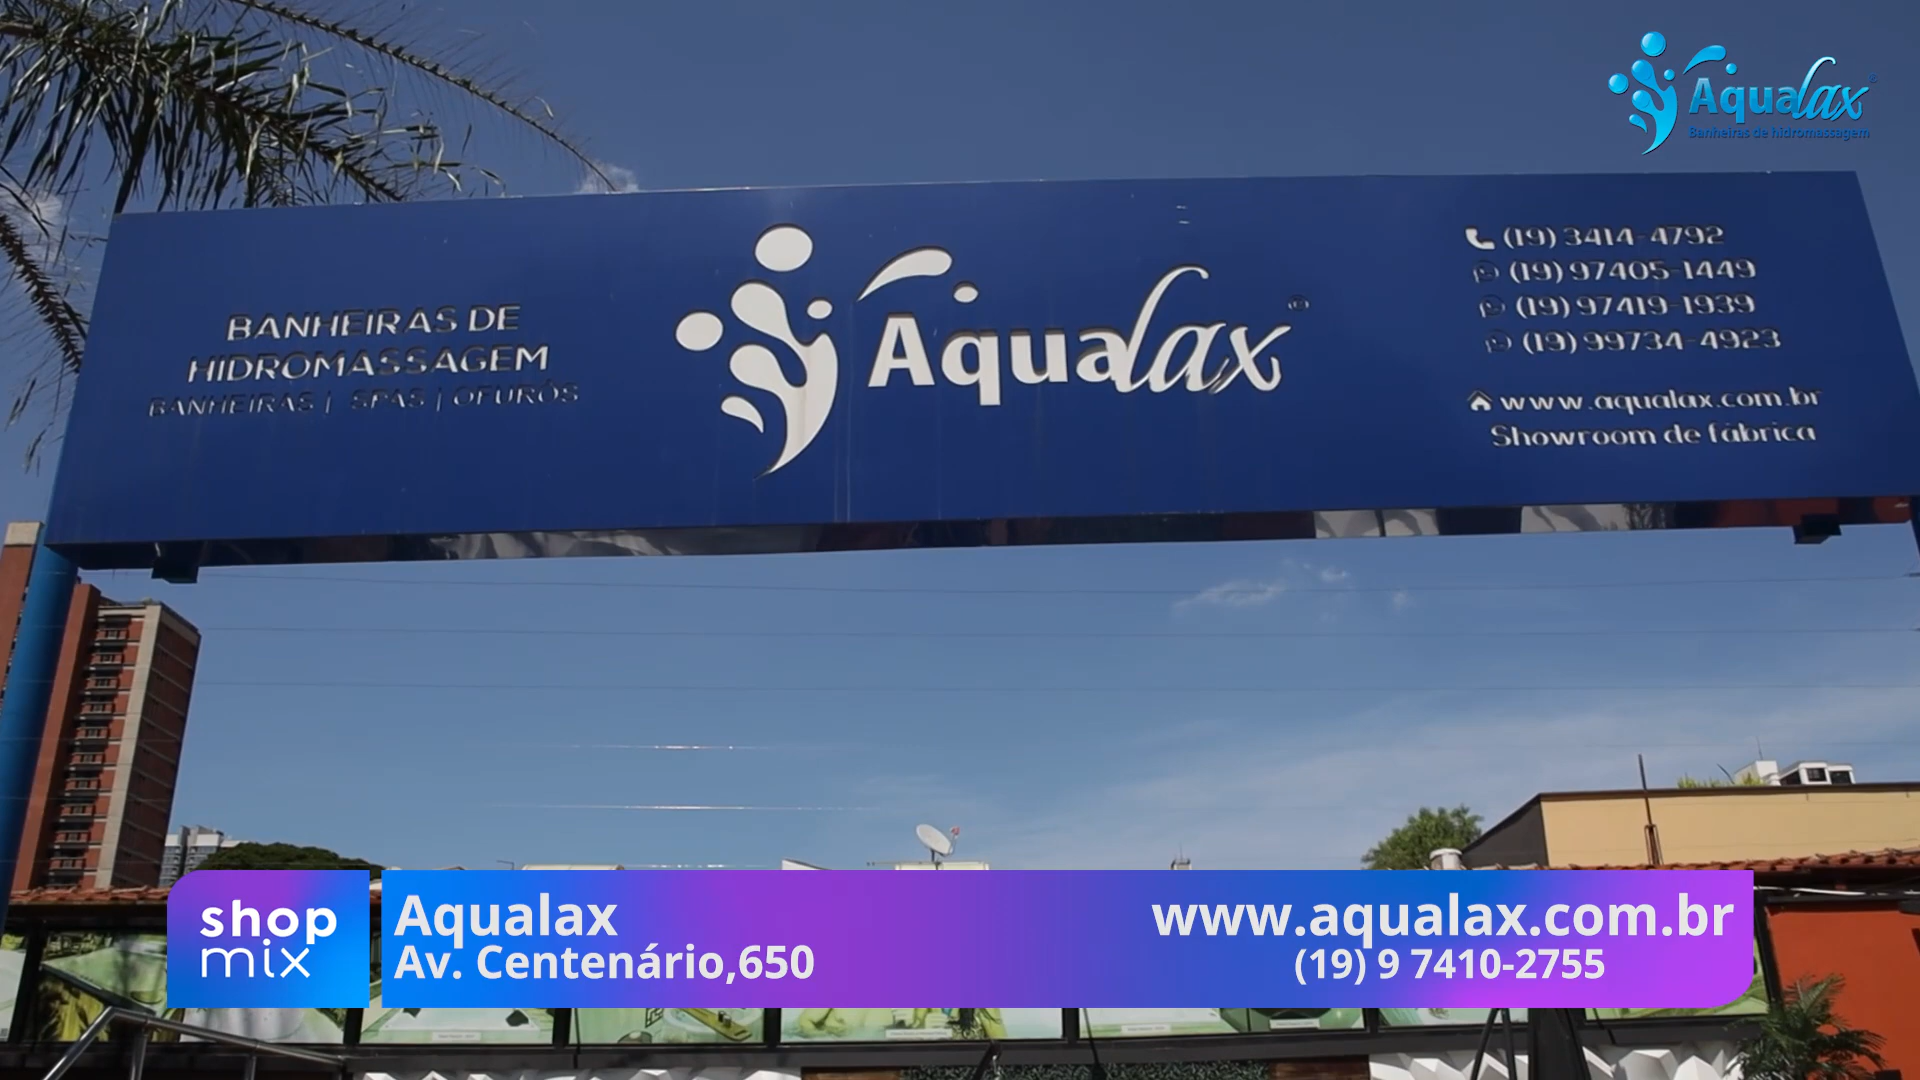 Aqualax
Banheiras de hidromassagem
BANHEIRAS DE
HIDROMASSAGEM
BANHEIRAS | SPAS | OFURÔS
Aqualax®
(19) 3414-4792
(19) 97405-1449
(19) 97419-1939
(19) 99734-4923
www.aqualax.com.br
Showroom de fábrica
shop
mix
Aqualax
Av. Centenário,650
www.aqualax.com.br
(19) 9 7410-2755